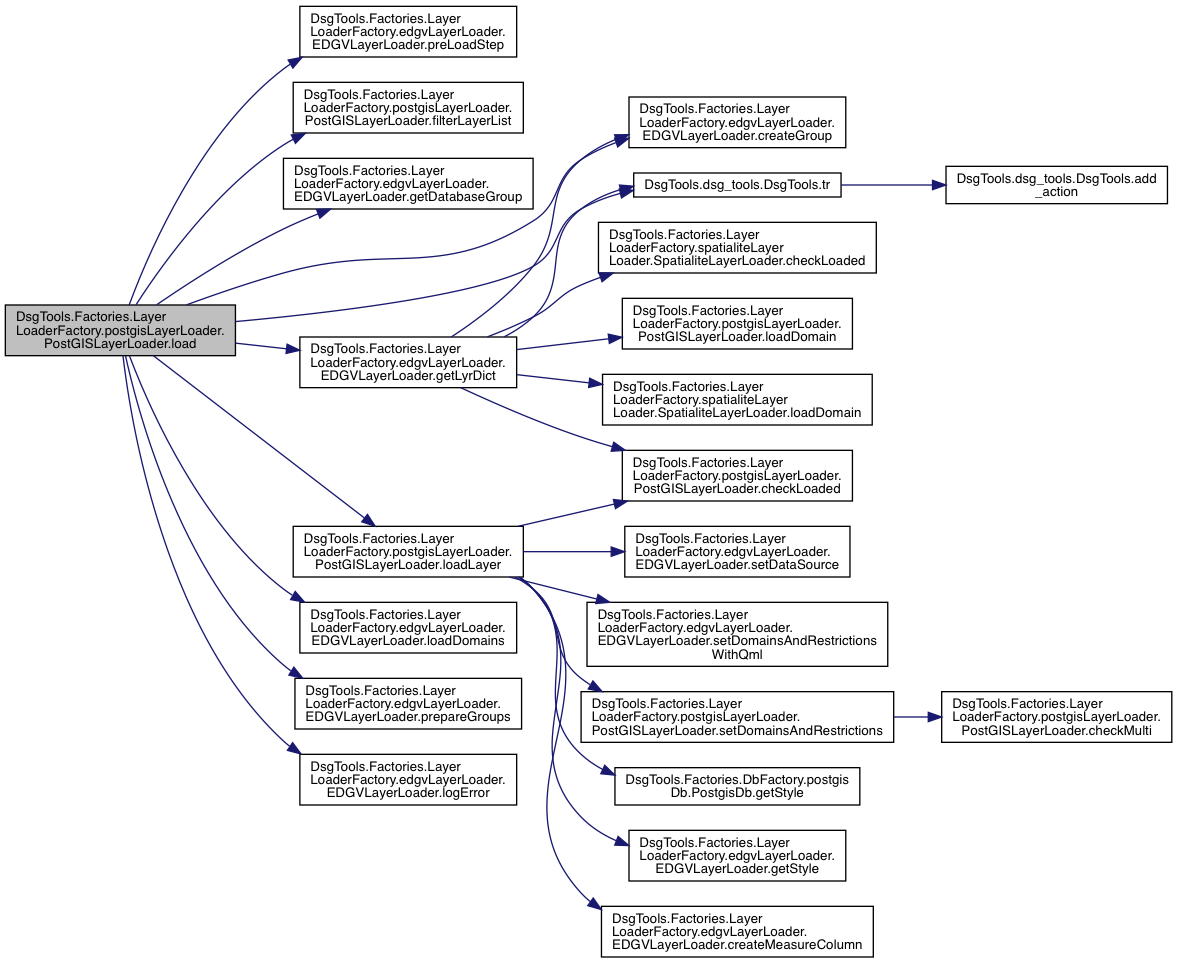 DsgTools.Factories.Layer
LoaderFactory.postgisLayerLoader.
PostGISLayerLoader.load
DsgTools.Factories.Layer
LoaderFactory.edgvLayerLoader.
EDGVLayerLoader.preLoadStep
DsgTools.Factories.Layer
LoaderFactory.postgisLayerLoader.
PostGISLayerLoader.filterLayerList
DsgTools.Factories.Layer
LoaderFactory.edgvLayerLoader.
EDGVLayerLoader.getDatabaseGroup
DsgTools.Factories.Layer
LoaderFactory.edgvLayerLoader.
EDGVLayerLoader.getLyrDict
DsgTools.Factories.Layer
LoaderFactory.postgisLayerLoader.
PostGISLayerLoader.loadLayer
DsgTools.Factories.Layer
LoaderFactory.edgvLayerLoader.
EDGVLayerLoader.loadDomains
DsgTools.Factories.Layer
LoaderFactory.edgvLayerLoader.
EDGVLayerLoader.prepareGroups
DsgTools.Factories.Layer
LoaderFactory.edgvLayerLoader.
EDGVLayerLoader.logError
DsgTools.Factories.Layer
LoaderFactory.edgvLayerLoader.
EDGVLayerLoader.createGroup
DsgTools.dsg_tools.DsgTools.tr
DsgTools.Factories.Layer
LoaderFactory.spatialiteLayer
Loader.SpatialiteLayerLoader.checkLoaded
DsgTools.Factories.Layer
LoaderFactory.postgisLayerLoader.
PostGISLayerLoader.loadDomain
DsgTools.Factories.Layer
LoaderFactory.spatialiteLayer
Loader.SpatialiteLayerLoader.loadDomain
DsgTools.Factories.Layer
LoaderFactory.postgisLayerLoader.
PostGISLayerLoader.checkLoaded
DsgTools.Factories.Layer
LoaderFactory.edgvLayerLoader.
EDGVLayerLoader.setDataSource
DsgTools.Factories.Layer
LoaderFactory.edgvLayerLoader.
EDGVLayerLoader.setDomainsAndRestrictions
WithQml
DsgTools.Factories.Layer
LoaderFactory.postgisLayerLoader.
PostGISLayerLoader.setDomainsAndRestrictions
DsgTools.Factories.DbFactory.postgis
Db.PostgisDb.getStyle
DsgTools.Factories.Layer
LoaderFactory.edgvLayerLoader.
EDGVLayerLoader.getStyle
DsgTools.Factories.Layer
LoaderFactory.edgvLayerLoader.
EDGVLayerLoader.createMeasureColumn
DsgTools.dsg_tools.DsgTools.add
_action
DsgTools.Factories.Layer
LoaderFactory.postgisLayerLoader.
PostGISLayerLoader.checkMulti